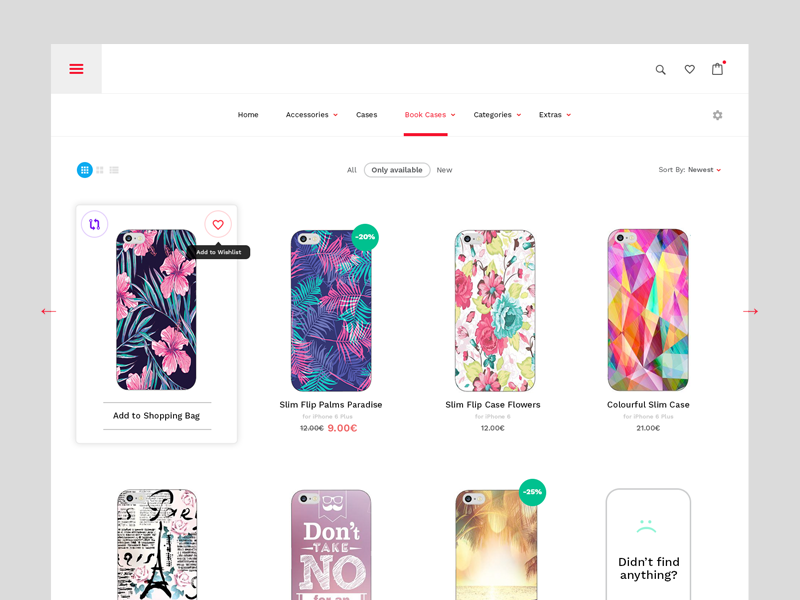 Home
Accessories
Cases
Book Cases
Categories
Extras
All
Only available
New
Sort By: Newest
Add to Wishlist
-20%
Add to Shopping Bag
Slim Flip Palms Paradise
for iPhone 6 Plus
12.00€ 9.00€
Slim Flip Case Flowers
for iPhone 6
12.00€
Colourful Slim Case
for iPhone 6 Plus
21.00€
Don't
TAKE
NO
for an
-25%
Didn't find
anything?